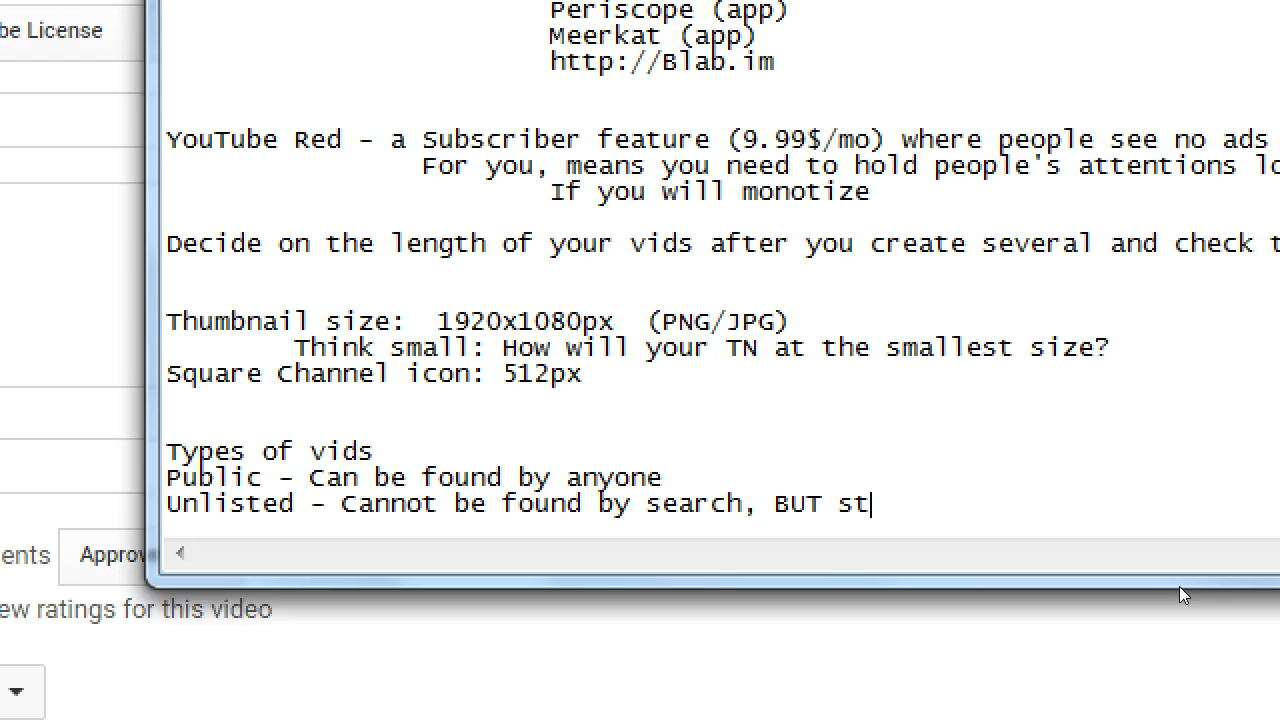 Periscope (app)
be License
Meerkat (app)
http://Blab.im
YouTube Red - a Subscriber feature (9.99$/mo) where people see no ads
For you, means you need to hold people's attentions lo
If you will monotize
Decide on the length of your vids after you create several and check t
Thumbnail size: 1920x1080px (PNG/JPG)
Think small: How will your TN at the smallest size?
Square Channel icon: 512px
Types of vids
Public - Can be found by anyone
Unlisted - Cannot be found by search, BUT st
ents Approv
ew ratings for this video